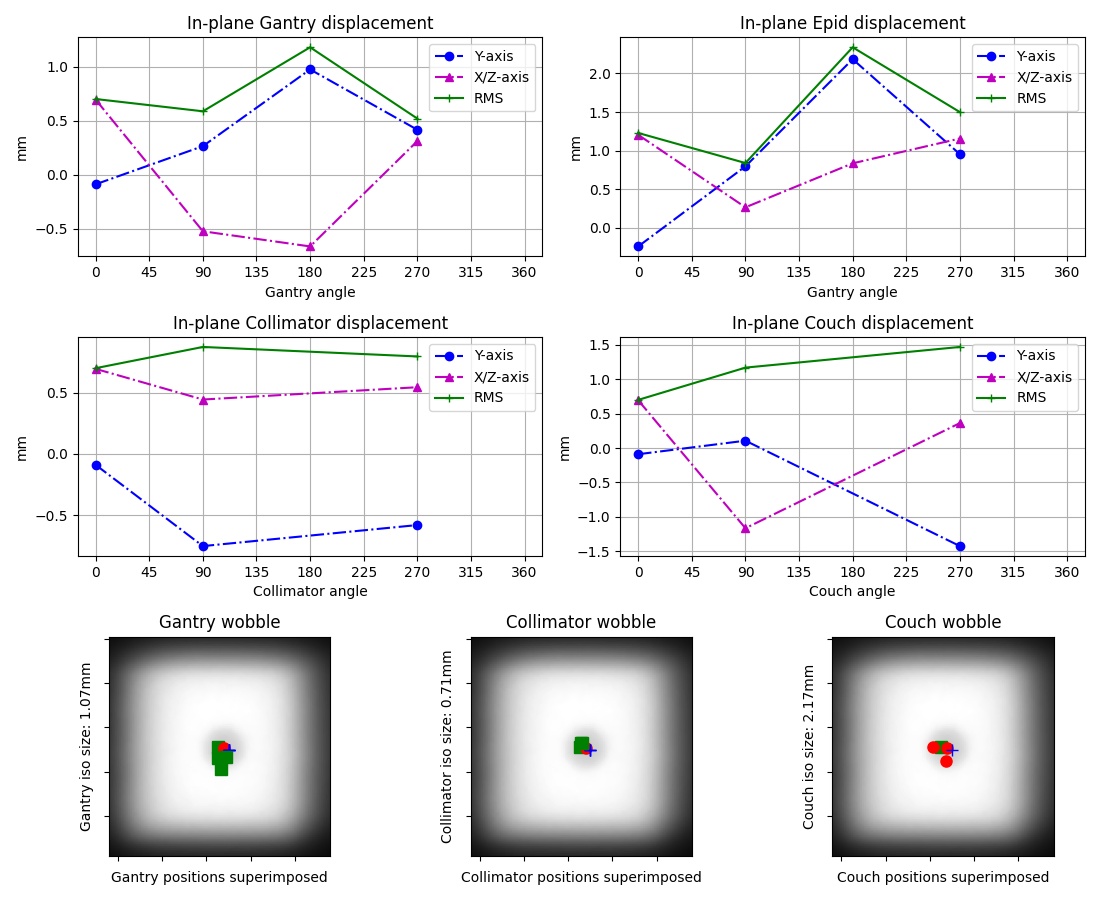 In-plane Gantry displacement
mm
1.0
0.5
0.0
−0.5
Y-axis
X/Z-axis
RMS
0 45 90 135 180 225 270 315 360
Gantry angle
In-plane Epid displacement
mm
2.0
1.5
1.0
0.5
0.0
Y-axis
X/Z-axis
RMS
0 45 90 135 180 225 270 315 360
Gantry angle
In-plane Collimator displacement
mm
0.5
0.0
−0.5
Y-axis
X/Z-axis
RMS
0 45 90 135 180 225 270 315 360
Collimator angle
In-plane Couch displacement
mm
1.5
1.0
0.5
0.0
−0.5
−1.0
−1.5
Y-axis
X/Z-axis
RMS
0 45 90 135 180 225 270 315 360
Couch angle
Gantry wobble
Gantry iso size: 1.07mm
Gantry positions superimposed
Collimator wobble
Collimator iso size: 0.71mm
Collimator positions superimposed
Couch wobble
Couch iso size: 2.17mm
Couch positions superimposed